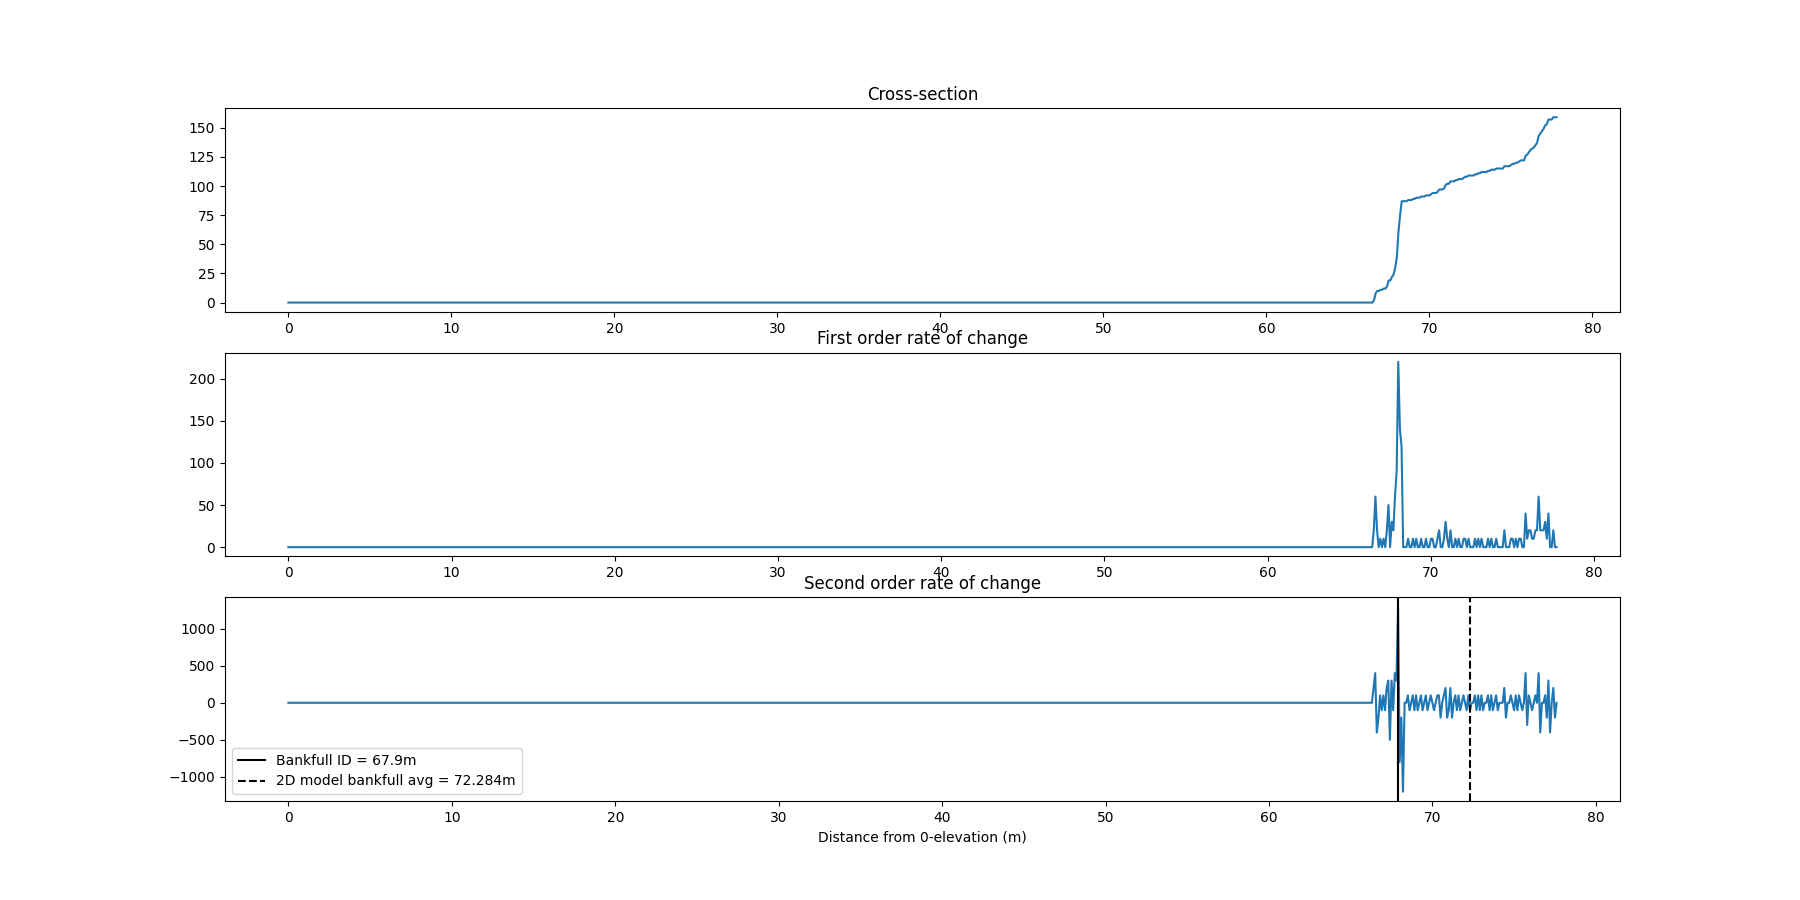 Cross-section
150
125
100
75
50
25
0
0 10 20 30 40 50 60 70 80
First order rate of change
200
150
100
50
0
0 10 20 30 40 50 60 70 80
Second order rate of change
1000
500
0
−500
−1000
Bankfull ID = 67.9m
2D model bankfull avg = 72.284m
0 10 20 30 40 50 60 70 80
Distance from 0-elevation (m)